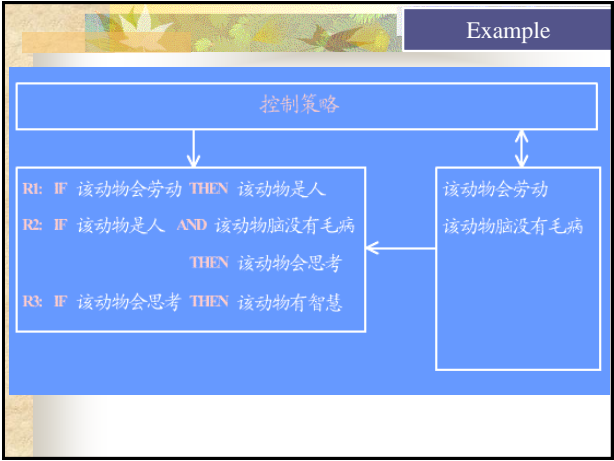 Example
控制策略
R1: IF 该动物会劳动 THEN 该动物是人
R2: IF 该动物是人 AND 该动物脑没有毛病
THEN 该动物会思考
R3: IF 该动物会思考 THEN 该动物有智慧
该动物会劳动
该动物脑没有毛病